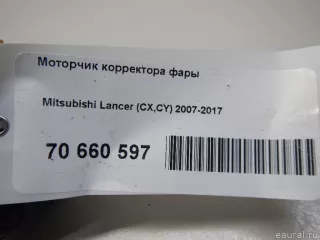 Моторчик корректора фары
Mitsubishi Lancer (CX,CY) 2007-2017
70 660 597
eaural.ru